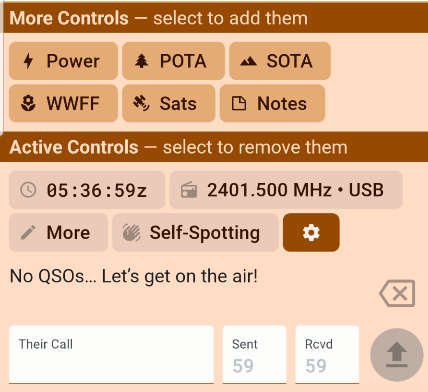 More Controls — select to add them
Power POTA SOTA
WWFF Sats Notes
Active Controls — select to remove them
05:36:59z 2401.500 MHz • USB
More Self-Spotting
No QSOs... Let's get on the air!
Their Call Sent Rcvd
59 59